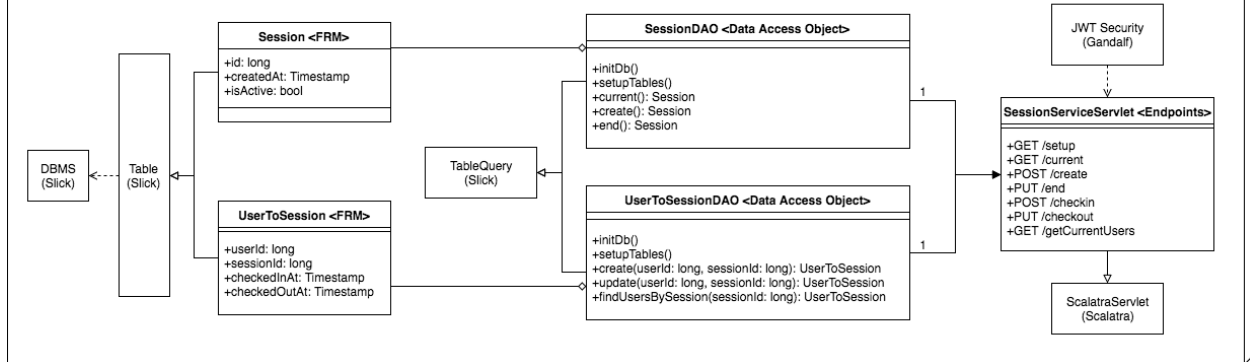 Session <FRM>
+id: long
+createdAt: Timestamp
+isActive: bool
SessionDAO <Data Access Object>
+initDb()
+setupTables()
+current(): Session
+create(): Session
+end(): Session
JWT Security
(Gandalf)
1
SessionServiceServlet <Endpoints>
+GET /setup
+GET /current
+POST /create
+PUT /end
+POST /checkin
+PUT /checkout
+GET /getCurrentUsers
DBMS
(Slick)
Table
(Slick)
TableQuery
(Slick)
UserToSession <FRM>
+userId: long
+sessionId: long
+checkedInAt: Timestamp
+checkedOutAt: Timestamp
UserToSessionDAO <Data Access Object>
+initDb()
+setupTables()
+create(userId: long, sessionId: long): UserToSession
+update(userId: long, sessionId: long): UserToSession
+findUsersBySession(sessionId: long): UserToSession
1
ScalatraServlet
(Scalatra)